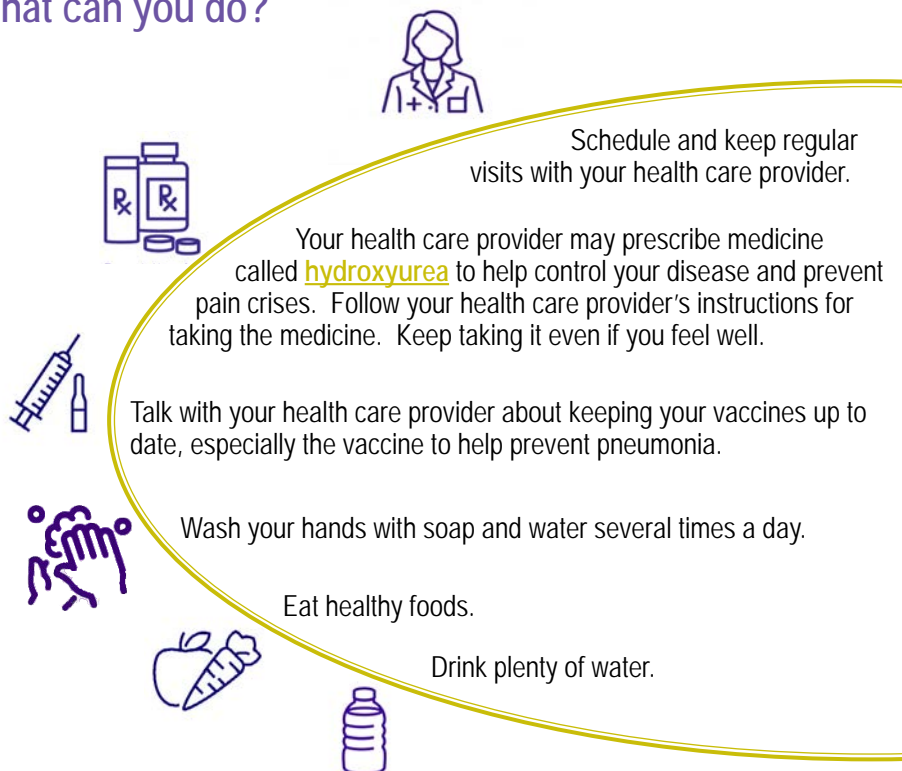 hat can you do?
Schedule and keep regular
visits with your health care provider.
Rx Rx
Your health care provider may prescribe medicine
called hydroxyurea to help control your disease and prevent
pain crises. Follow your health care provider’s instructions for
taking the medicine. Keep taking it even if you feel well.
Talk with your health care provider about keeping your vaccines up to
date, especially the vaccine to help prevent pneumonia.
Wash your hands with soap and water several times a day.
Eat healthy foods.
Drink plenty of water.